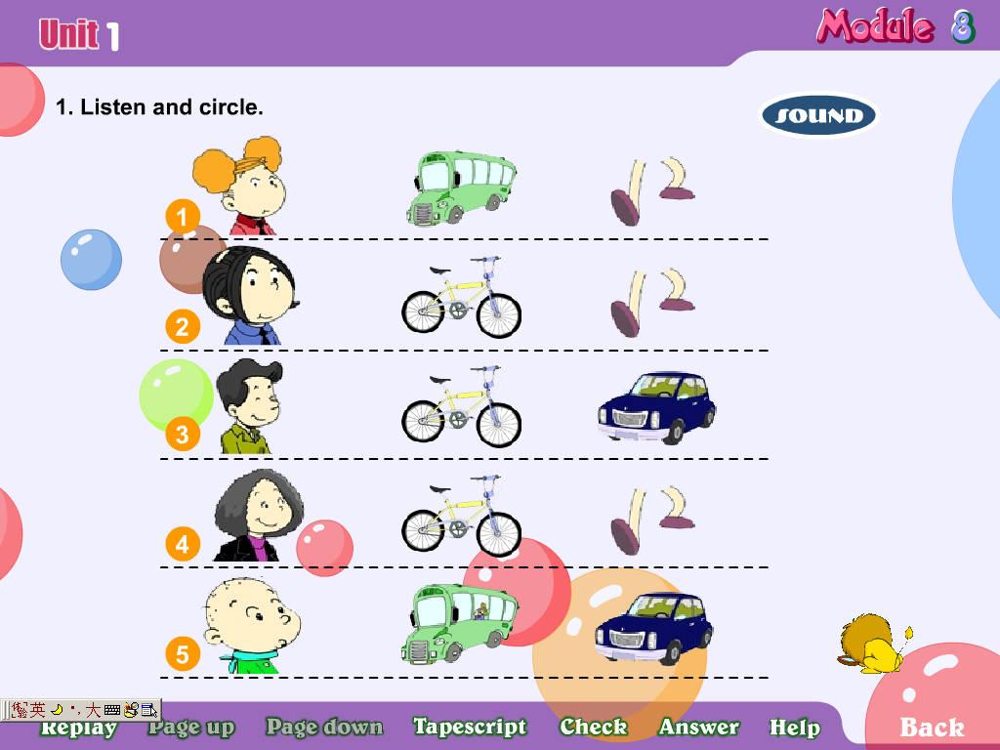 Unit 1
Module 8
1. Listen and circle.
SOUND
1
2
3
4
5
英 大
Replay Page up Page down Tapescript Check Answer Help Back